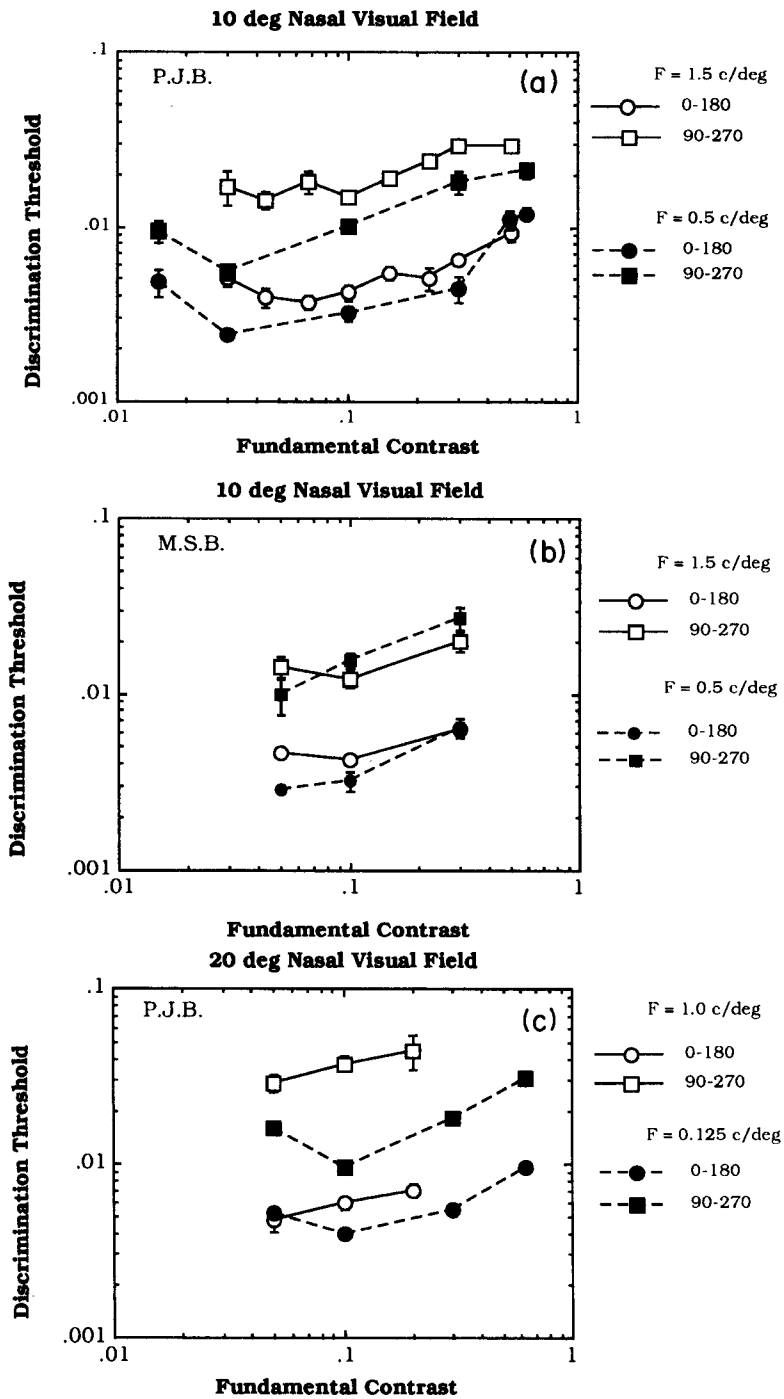 10 deg Nasal Visual Field
P.J.B.
(a)
Discrimination Threshold
.1
.01
.001
.01
.1
1
Fundamental Contrast
F = 1.5 c/deg
0-180
90-270
F = 0.5 c/deg
0-180
90-270
10 deg Nasal Visual Field
M.S.B.
(b)
Discrimination Threshold
.1
.01
.001
.01
.1
1
Fundamental Contrast
F = 1.5 c/deg
0-180
90-270
F = 0.5 c/deg
0-180
90-270
20 deg Nasal Visual Field
P.J.B.
(c)
Discrimination Threshold
.1
.01
.001
.01
.1
1
Fundamental Contrast
F = 1.0 c/deg
0-180
90-270
F = 0.125 c/deg
0-180
90-270